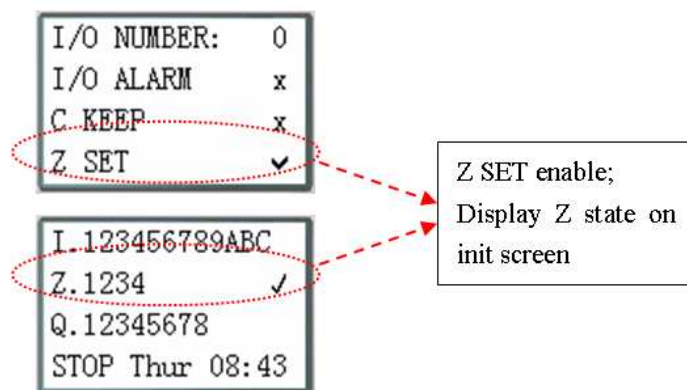 I/O NUMBER: 0
I/O ALARM x
C KEEP x
Z SET ✓
I.123456789ABC
Z.1234 ✓
Q.12345678
STOP Thur 08:43
Z SET enable;
Display Z state on
init screen